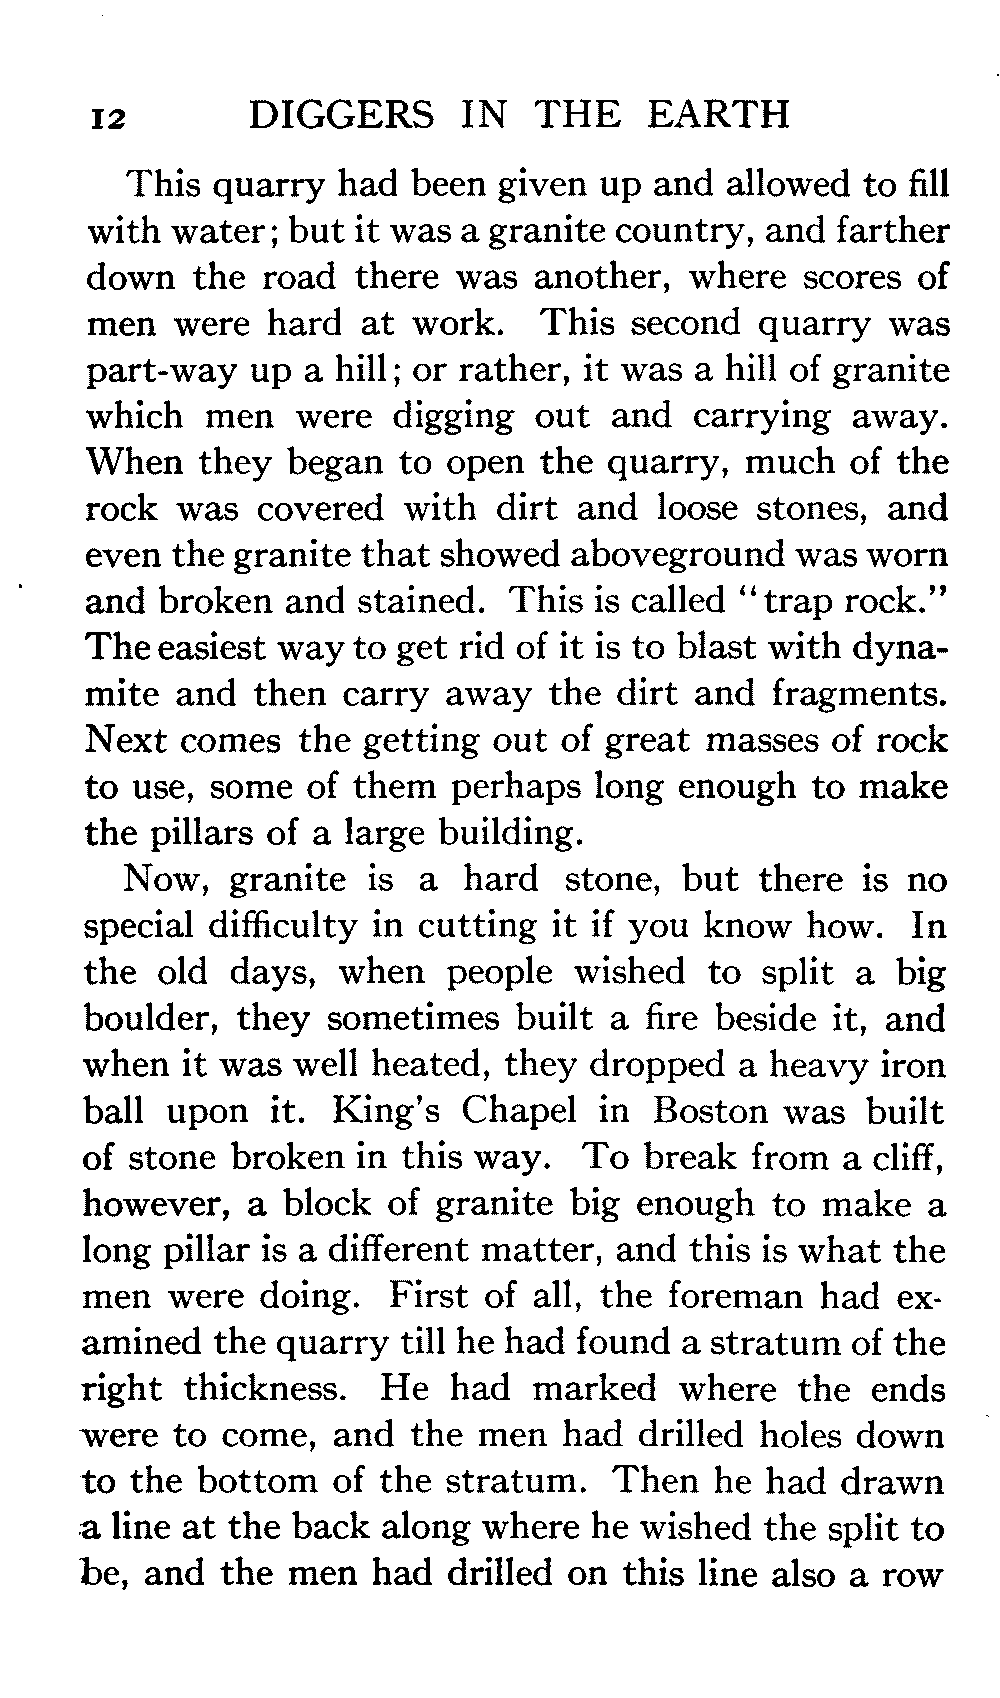 12 DIGGERS IN THE EARTH
This quarry had been given up and allowed to fill
with water; but it was a granite country, and farther
down the road there was another, where scores of
men were hard at work. This second quarry was
part-way up a hill; or rather, it was a hill of granite
which men were digging out and carrying away.
When they began to open the quarry, much of the
rock was covered with dirt and loose stones, and
even the granite that showed aboveground was worn
and broken and stained. This is called "trap rock."
The easiest way to get rid of it is to blast with dyna-
mite and then carry away the dirt and fragments.
Next comes the getting out of great masses of rock
to use, some of them perhaps long enough to make
the pillars of a large building.
Now, granite is a hard stone, but there is no
special difficulty in cutting it if you know how. In
the old days, when people wished to split a big
boulder, they sometimes built a fire beside it, and
when it was well heated, they dropped a heavy iron
ball upon it. King's Chapel in Boston was built
of stone broken in this way. To break from a cliff,
however, a block of granite big enough to make a
long pillar is a different matter, and this is what the
men were doing. First of all, the foreman had ex-
amined the quarry till he had found a stratum of the
right thickness. He had marked where the ends
were to come, and the men had drilled holes down
to the bottom of the stratum. Then he had drawn
a line at the back along where he wished the split to
be, and the men had drilled on this line also a row